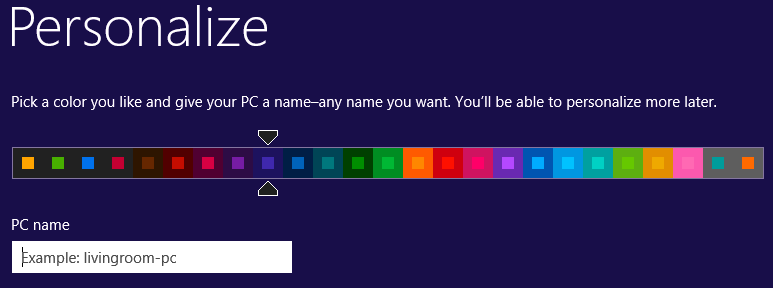 Personalize
Pick a color you like and give your PC a name–any name you want. You'll be able to personalize more later.
PC name
Example: livingroom-pc